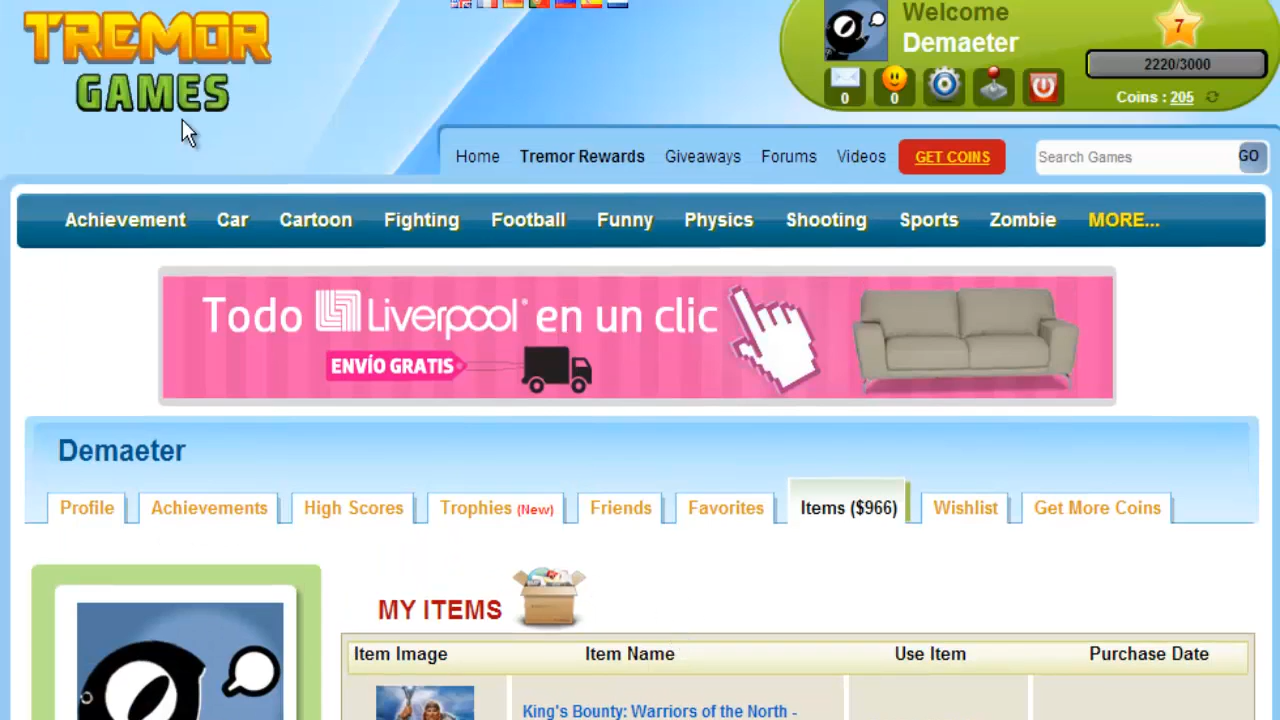 TREMOR
GAMES
Welcome
Demaeter
7
2220/3000
0
0
Coins : 205
Home
Tremor Rewards
Giveaways
Forums
Videos
GET COINS
Search Games
GO
Achievement
Car
Cartoon
Fighting
Football
Funny
Physics
Shooting
Sports
Zombie
MORE...
Todo Liverpool en un clic
ENVÍO GRATIS
Demaeter
Profile
Achievements
High Scores
Trophies (New)
Friends
Favorites
Items ($966)
Wishlist
Get More Coins
MY ITEMS
Item Image
Item Name
Use Item
Purchase Date
King's Bounty: Warriors of the North -